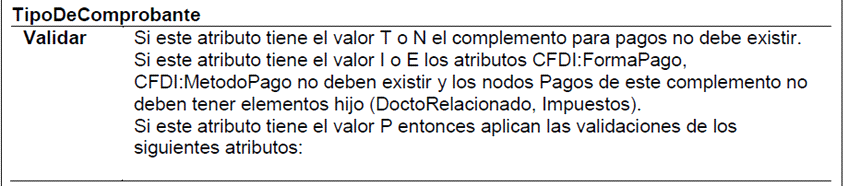 TipoDeComprobante
Validar Si este atributo tiene el valor T o N el complemento para pagos no debe existir.
Si este atributo tiene el valor I o E los atributos CFDI:FormaPago,
CFDI:MetodoPago no deben existir y los nodos Pagos de este complemento no
deben tener elementos hijo (DoctoRelacionado, Impuestos).
Si este atributo tiene el valor P entonces aplican las validaciones de los
siguientes atributos: